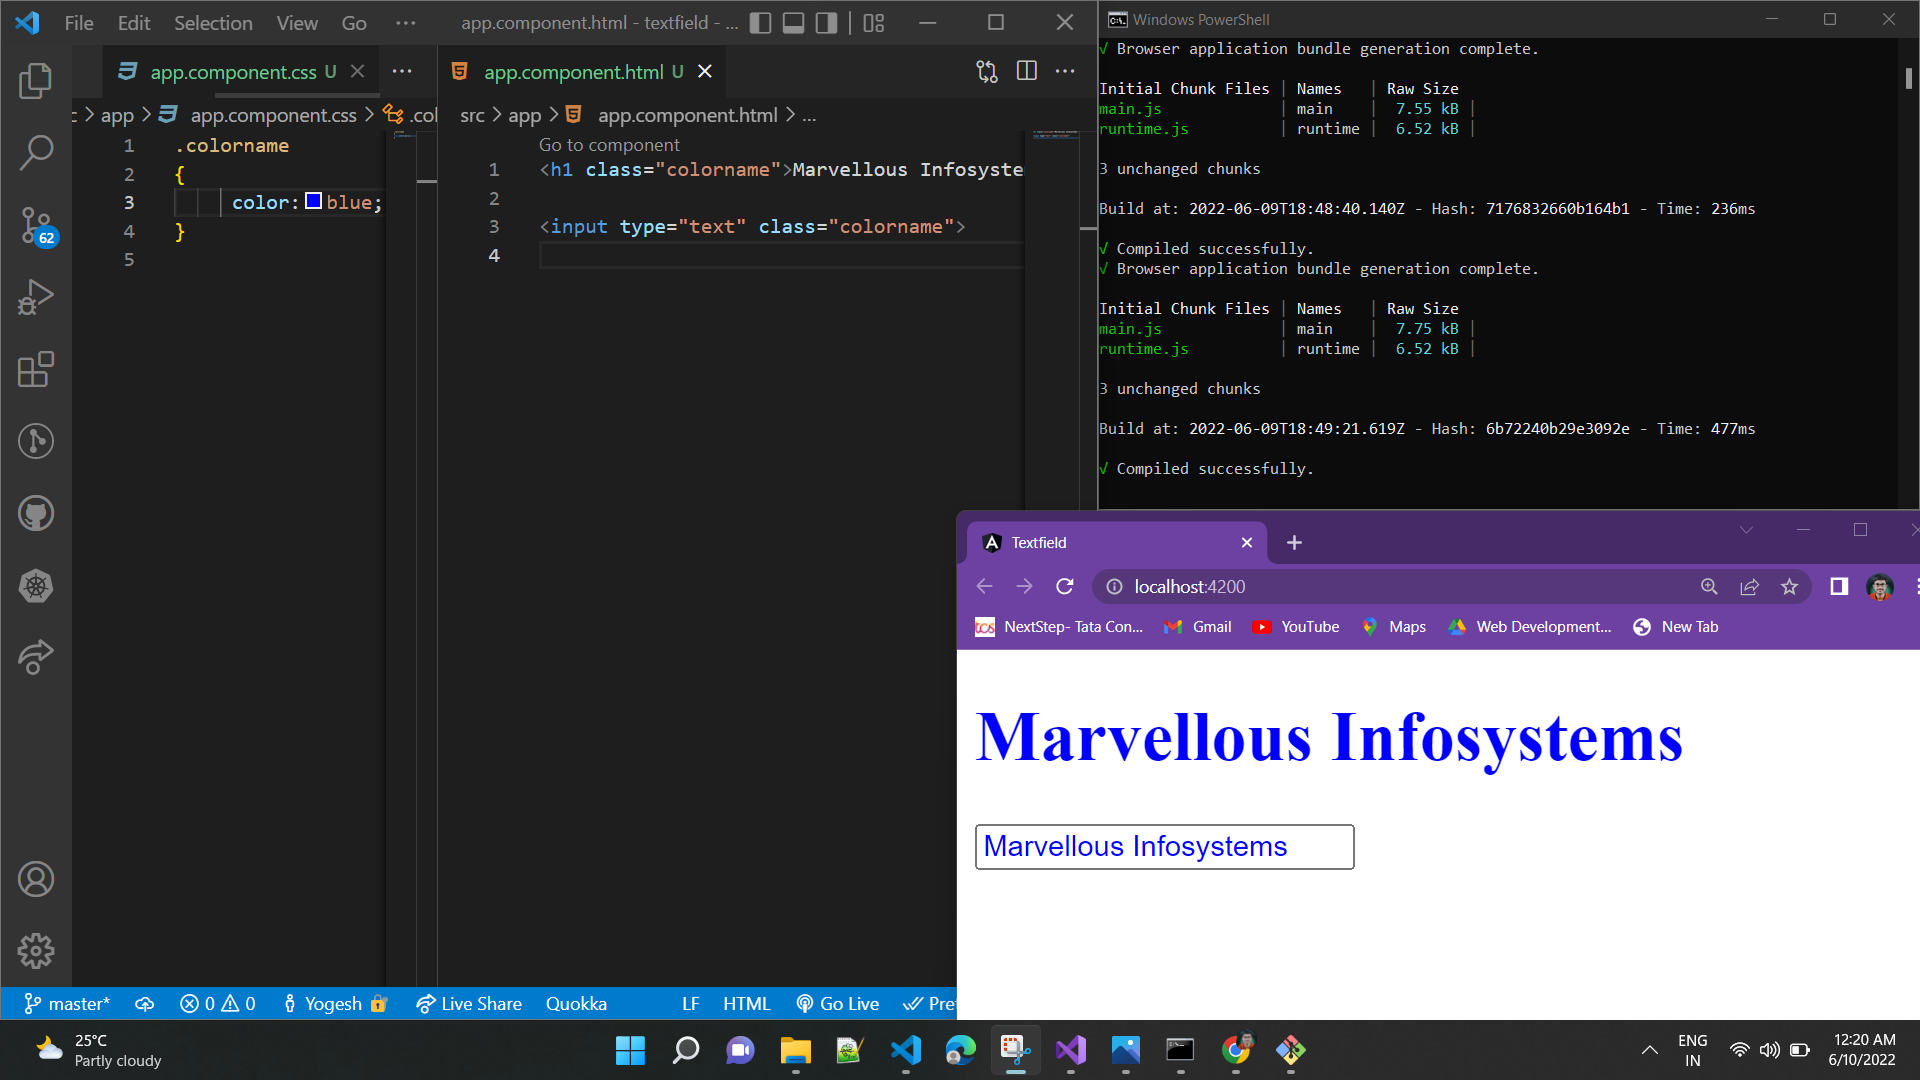 File Edit Selection View Go ··· app.component.html - textfield - ...
app.component.css U
app.component.html U
app > app.component.css > .col
1 .colorname
2 {
3 color: blue;
4 }
5
src > app > app.component.html > ...
Go to component
1 <h1 class="colorname">Marvellous Infosyste
2
3 <input type="text" class="colorname">
4
62
master* 0 0 Yogesh Live Share Quokka LF HTML Go Live Pre
Windows PowerShell
√ Browser application bundle generation complete.
Initial Chunk Files | Names | Raw Size
main.js | main | 7.55 kB |
runtime.js | runtime | 6.52 kB |
3 unchanged chunks
Build at: 2022-06-09T18:48:40.140Z - Hash: 7176832660b164b1 - Time: 236ms
√ Compiled successfully.
√ Browser application bundle generation complete.
Initial Chunk Files | Names | Raw Size
main.js | main | 7.75 kB |
runtime.js | runtime | 6.52 kB |
3 unchanged chunks
Build at: 2022-06-09T18:49:21.619Z - Hash: 6b72240b29e3092e - Time: 477ms
√ Compiled successfully.
Textfield
localhost:4200
tcs NextStep- Tata Con... Gmail YouTube Maps Web Development... New Tab
Marvellous Infosystems
Marvellous Infosystems
25°C
Partly cloudy
ENG
IN
12:20 AM
6/10/2022